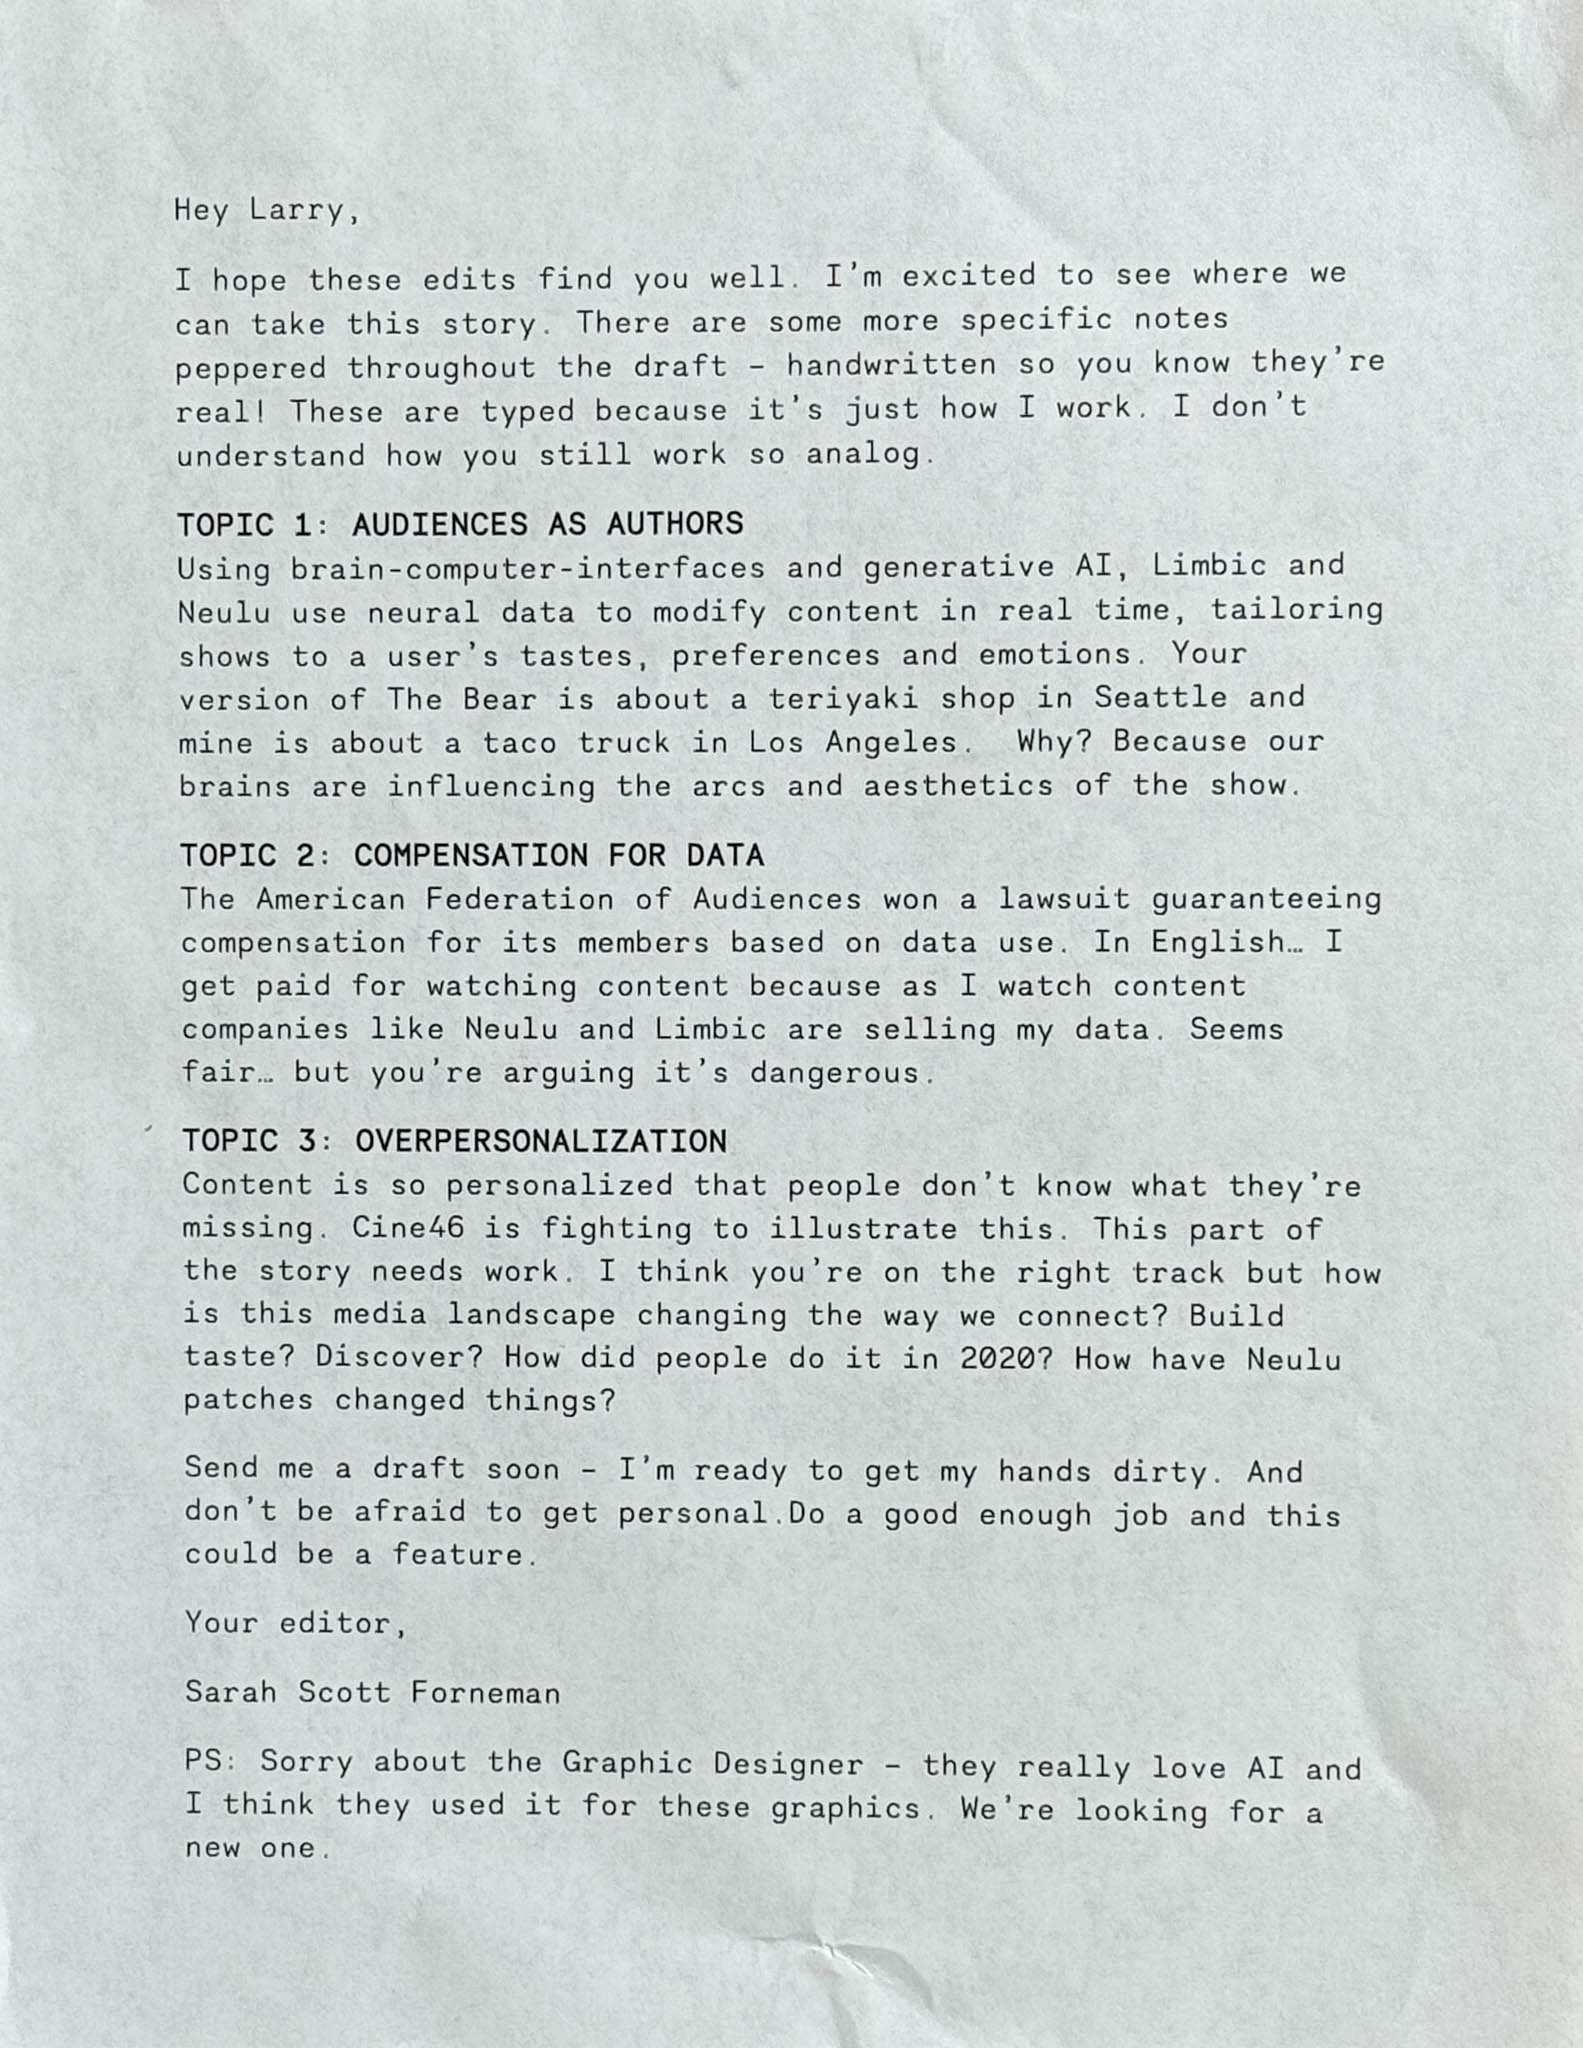 Hey Larry,
I hope these edits find you well. I'm excited to see where we
can take this story. There are some more specific notes
peppered throughout the draft – handwritten so you know they're
real! These are typed because it's just how I work. I don't
understand how you still work so analog.
TOPIC 1: AUDIENCES AS AUTHORS
Using brain-computer-interfaces and generative AI, Limbic and
Neulu use neural data to modify content in real time, tailoring
shows to a user's tastes, preferences and emotions. Your
version of The Bear is about a teriyaki shop in Seattle and
mine is about a taco truck in Los Angeles.  Why? Because our
brains are influencing the arcs and aesthetics of the show.
TOPIC 2: COMPENSATION FOR DATA
The American Federation of Audiences won a lawsuit guaranteeing
compensation for its members based on data use. In English… I
get paid for watching content because as I watch content
companies like Neulu and Limbic are selling my data. Seems
fair… but you're arguing it's dangerous.
TOPIC 3: OVERPERSONALIZATION
Content is so personalized that people don't know what they're
missing. Cine46 is fighting to illustrate this. This part of
the story needs work. I think you're on the right track but how
is this media landscape changing the way we connect? Build
taste? Discover? How did people do it in 2020? How have Neulu
patches changed things?
Send me a draft soon – I'm ready to get my hands dirty. And
don't be afraid to get personal.Do a good enough job and this
could be a feature.
Your editor,
Sarah Scott Forneman
PS: Sorry about the Graphic Designer – they really love AI and
I think they used it for these graphics. We're looking for a
new one.